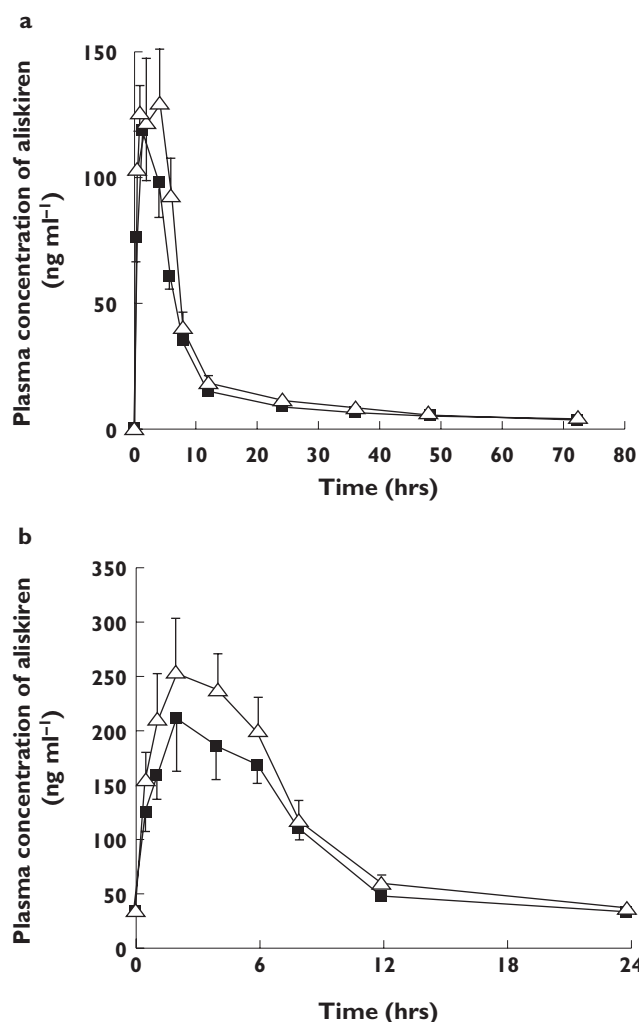 a
Plasma concentration of aliskiren
(ng ml⁻¹)
150
100
50
0
0 10 20 30 40 50 60 70 80
Time (hrs)
b
Plasma concentration of aliskiren
(ng ml⁻¹)
350
300
250
200
150
100
50
0
0 6 12 18 24
Time (hrs)